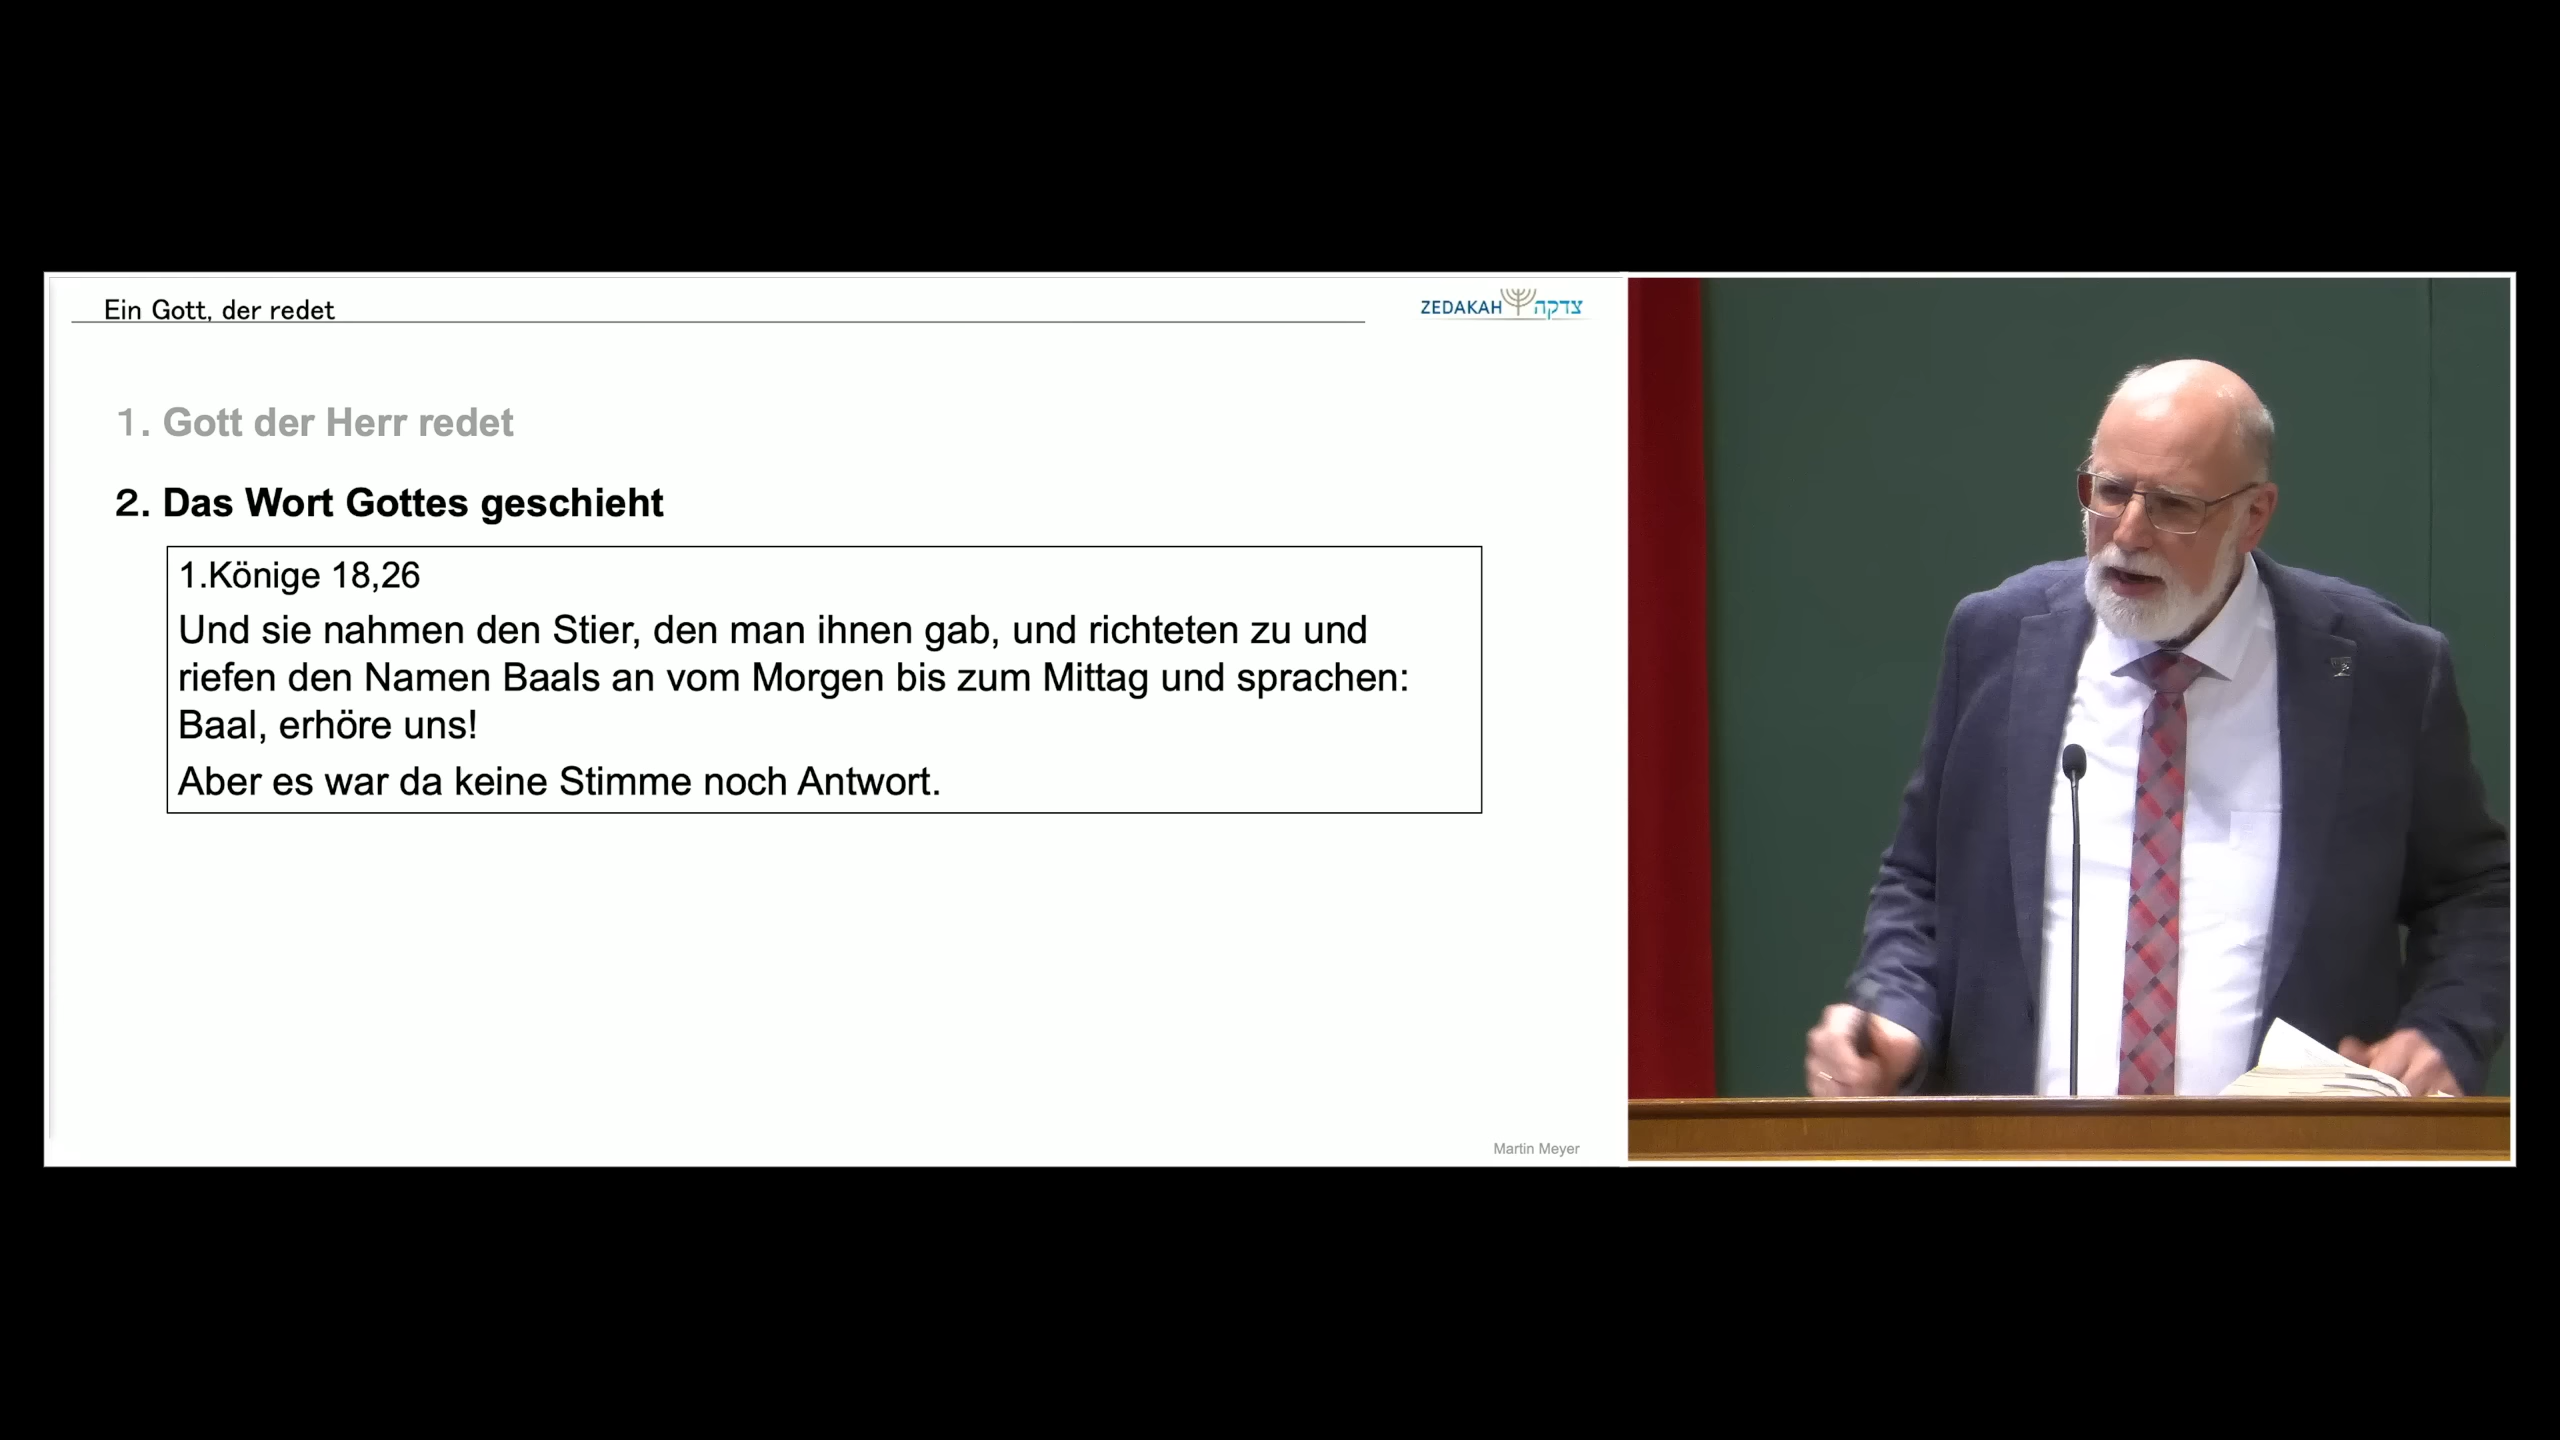 Ein Gott, der redet
ZEDAKAH צדקה
1. Gott der Herr redet
2. Das Wort Gottes geschieht
1.Könige 18,26
Und sie nahmen den Stier, den man ihnen gab, und richteten zu und
riefen den Namen Baals an vom Morgen bis zum Mittag und sprachen:
Baal, erhöre uns!
Aber es war da keine Stimme noch Antwort.
Martin Meyer